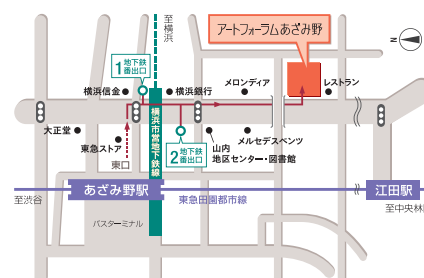 至横浜
アートフォーラムあざみ野
N
1 地下鉄
番出口
横浜信金
横浜銀行
メロンディア
レストラン
大正堂
東急ストア
東口
横浜市営地下鉄線
2 地下鉄
番出口
山内
地区センター・図書館
メルセデスベンツ
あざみ野駅
江田駅
至渋谷
東急田園都市線
至中央林
バスターミナル